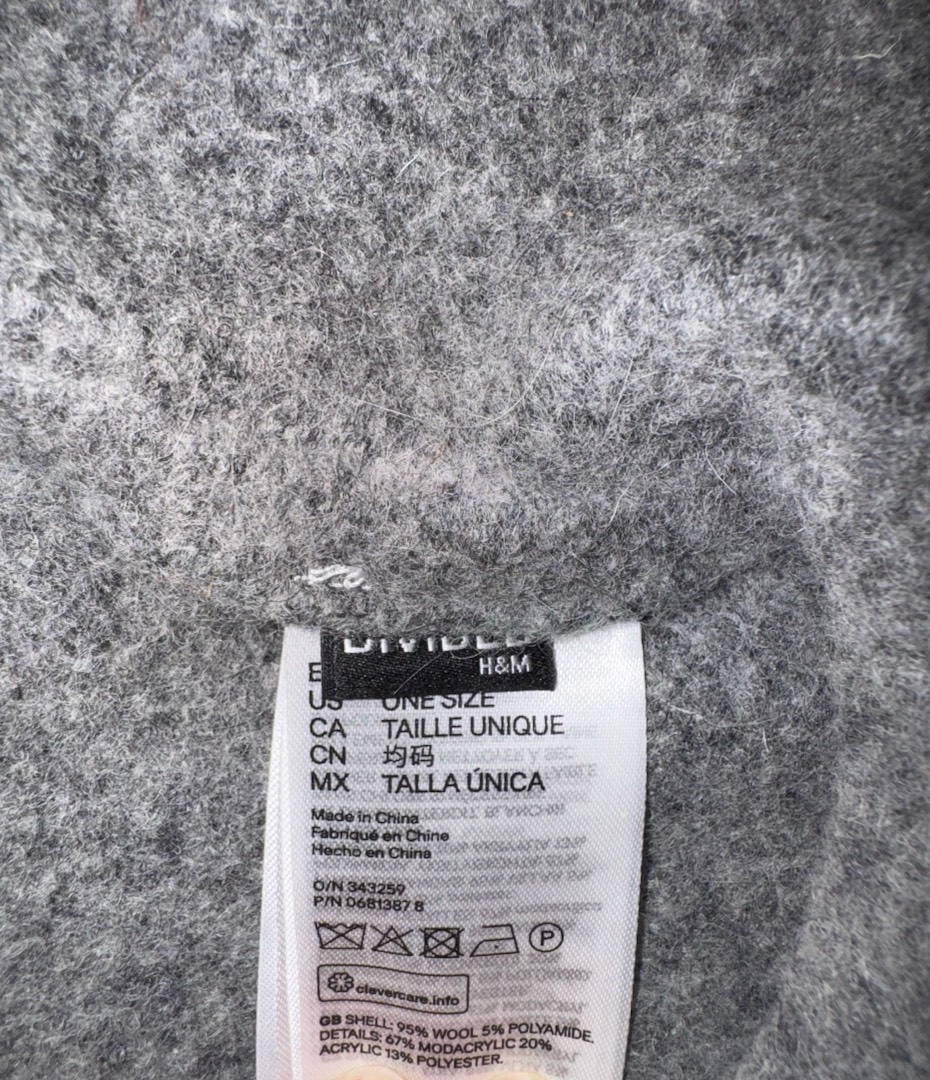 DIVIDED
H&M
US ONE SIZE
CA TAILLE UNIQUE
CN 均码
MX TALLA ÚNICA
Made in China
Fabriqué en Chine
Hecho en China
O/N 343259
P/N 0681387 8
P
clevercare.info
GB SHELL: 95% WOOL 5% POLYAMIDE.
DETAILS: 67% MODACRYLIC 20%
ACRYLIC 13% POLYESTER.